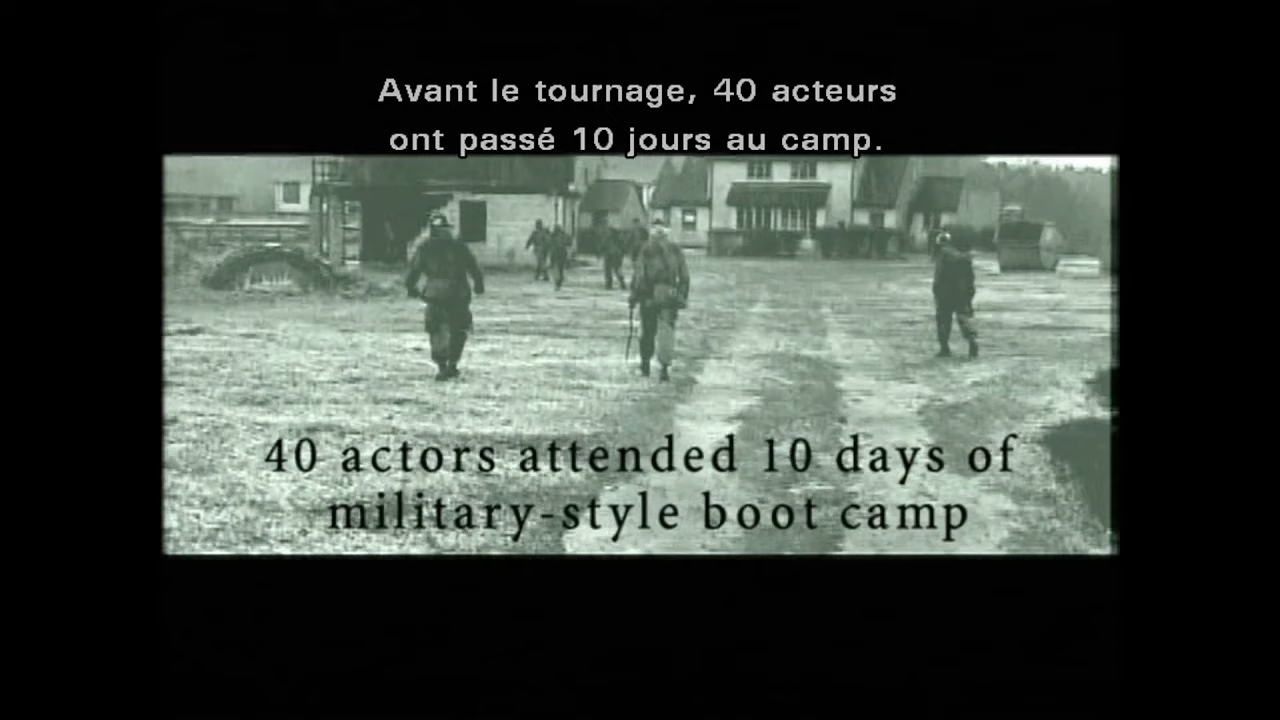 Avant le tournage, 40 acteurs
ont passé 10 jours au camp.
40 actors attended 10 days of
military-style boot camp